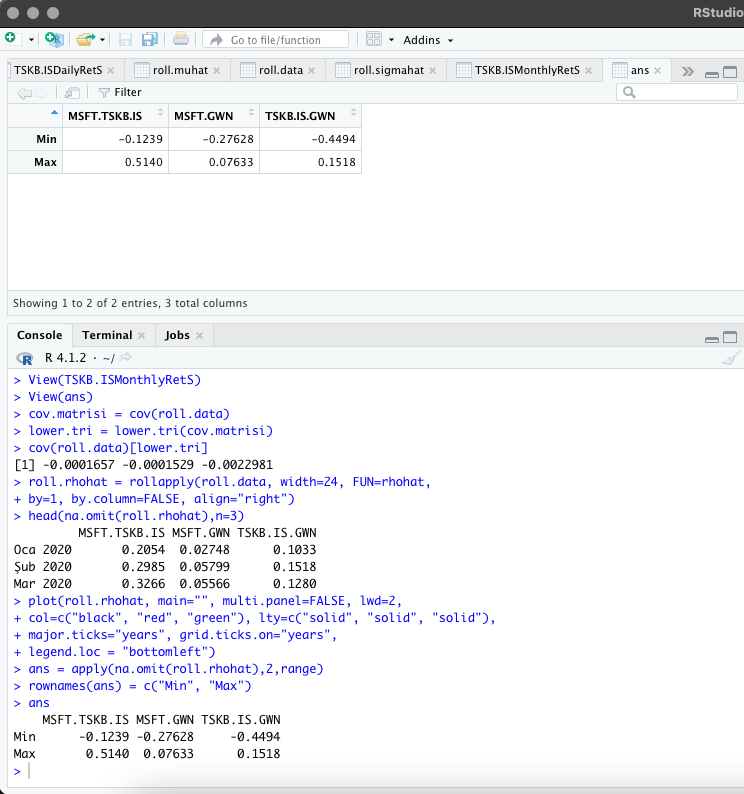 RStudio
Go to file/function
Addins
TSKB.ISDailyRetS roll.muhat roll.data roll.sigmahat TSKB.ISMonthlyRetS ans
Filter
MSFT.TSKB.IS MSFT.GWN TSKB.IS.GWN
Min -0.1239 -0.27628 -0.4494
Max 0.5140 0.07633 0.1518
Showing 1 to 2 of 2 entries, 3 total columns
Console Terminal Jobs
R R 4.1.2 · ~/
> View(TSKB.ISMonthlyRetS)
> View(ans)
> cov.matrisi = cov(roll.data)
> lower.tri = lower.tri(cov.matrisi)
> cov(roll.data)[lower.tri]
[1] -0.0001657 -0.0001529 -0.0022981
> roll.rhohat = rollapply(roll.data, width=24, FUN=rhohat,
+ by=1, by.column=FALSE, align="right")
> head(na.omit(roll.rhohat),n=3)
MSFT.TSKB.IS MSFT.GWN TSKB.IS.GWN
Oca 2020 0.2054 0.02748 0.1033
Şub 2020 0.2985 0.05799 0.1518
Mar 2020 0.3266 0.05566 0.1280
> plot(roll.rhohat, main="", multi.panel=FALSE, lwd=2,
+ col=c("black", "red", "green"), lty=c("solid", "solid", "solid"),
+ major.ticks="years", grid.ticks.on="years",
+ legend.loc = "bottomleft")
> ans = apply(na.omit(roll.rhohat),2,range)
> rownames(ans) = c("Min", "Max")
> ans
MSFT.TSKB.IS MSFT.GWN TSKB.IS.GWN
Min -0.1239 -0.27628 -0.4494
Max 0.5140 0.07633 0.1518
>